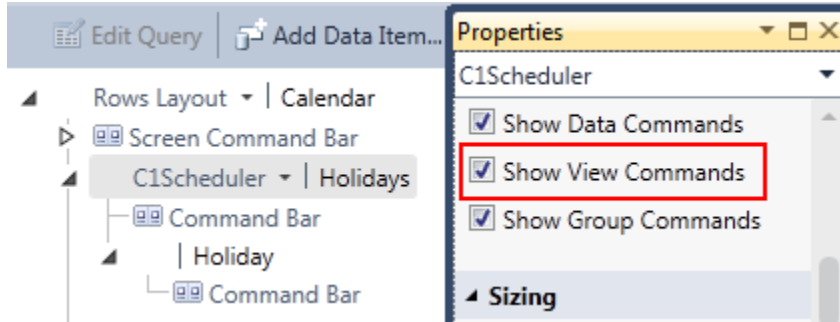 Edit Query Add Data Item...
Rows Layout | Calendar
Screen Command Bar
C1Scheduler | Holidays
Command Bar
| Holiday
Command Bar
Properties
C1Scheduler
Show Data Commands
Show View Commands
Show Group Commands
Sizing